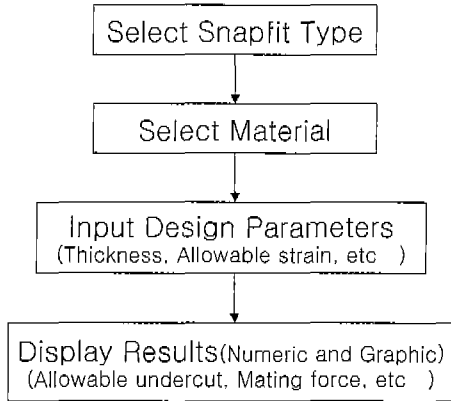 Select Snapfit Type
Select Material
Input Design Parameters
(Thickness, Allowable strain, etc )
Display Results(Numeric and Graphic)
(Allowable undercut, Mating force, etc )